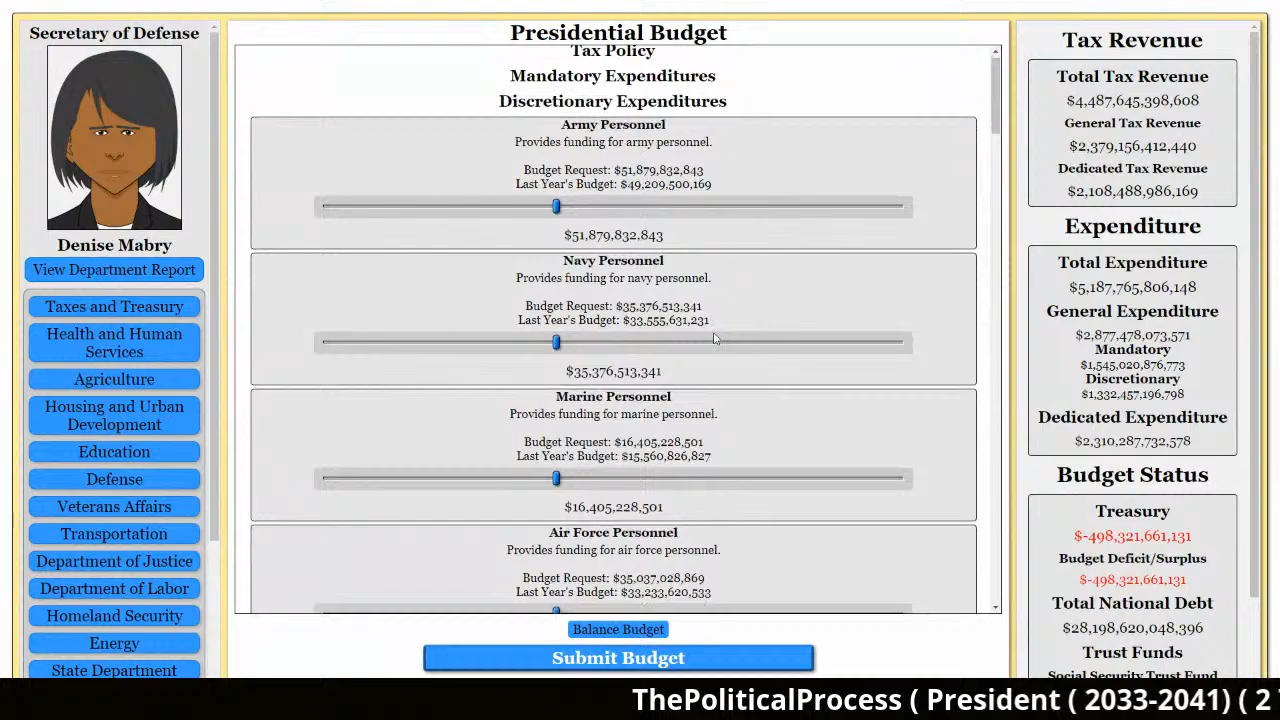 Secretary of Defense
Denise Mabry
View Department Report
Taxes and Treasury
Health and Human
Services
Agriculture
Housing and Urban
Development
Education
Defense
Veterans Affairs
Transportation
Department of Justice
Department of Labor
Homeland Security
Energy
State Department
Presidential Budget
Tax Policy
Mandatory Expenditures
Discretionary Expenditures
Army Personnel
Provides funding for army personnel.
Budget Request: $51,879,832,843
Last Year's Budget: $49,209,500,169
$51,879,832,843
Navy Personnel
Provides funding for navy personnel.
Budget Request: $35,376,513,341
Last Year's Budget: $33,555,631,231
$35,376,513,341
Marine Personnel
Provides funding for marine personnel.
Budget Request: $16,405,228,501
Last Year's Budget: $15,560,826,827
$16,405,228,501
Air Force Personnel
Provides funding for air force personnel.
Budget Request: $35,037,028,869
Last Year's Budget: $33,233,620,533
Balance Budget
Submit Budget
Tax Revenue
Total Tax Revenue
$4,487,645,398,608
General Tax Revenue
$2,379,156,412,440
Dedicated Tax Revenue
$2,108,488,986,169
Expenditure
Total Expenditure
$5,187,765,806,148
General Expenditure
$2,877,478,073,571
Mandatory
$1,545,020,876,773
Discretionary
$1,332,457,196,798
Dedicated Expenditure
$2,310,287,732,578
Budget Status
Treasury
$-498,321,661,131
Budget Deficit/Surplus
$-498,321,661,131
Total National Debt
$28,198,620,048,396
Trust Funds
Social Security Trust Fund
ThePoliticalProcess ( President ( 2033-2041) ( 2